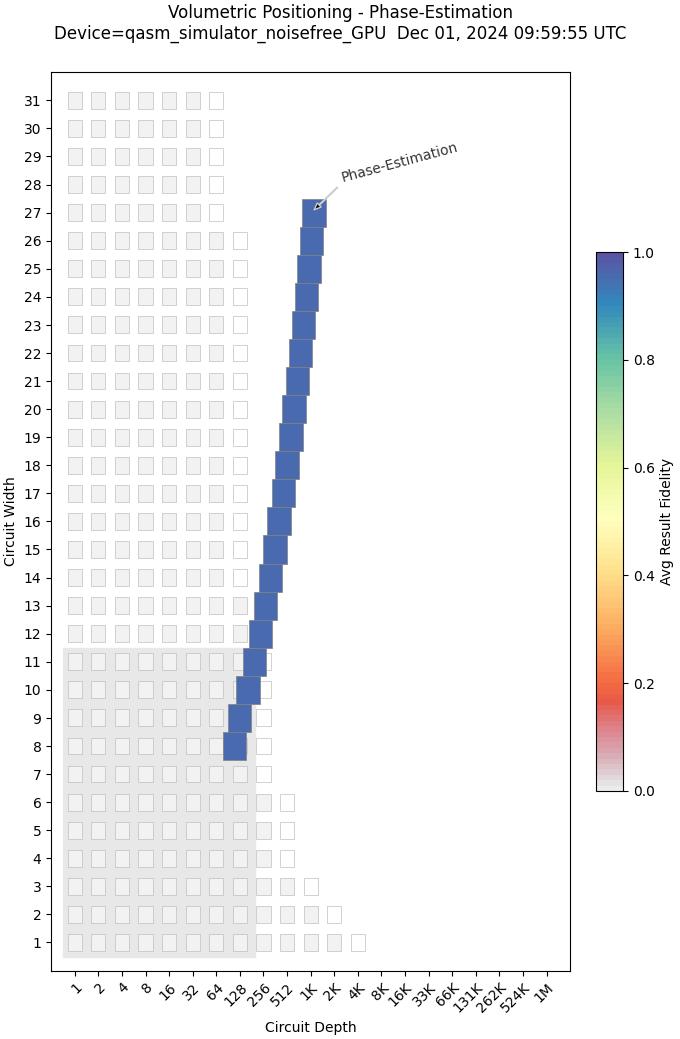 Volumetric Positioning - Phase-Estimation
Device=qasm_simulator_noisefree_GPU  Dec 01, 2024 09:59:55 UTC
31
30
29
28
27
26
25
24
23
22
21
20
19
18
17
16
15
14
13
12
11
10
9
8
7
6
5
4
3
2
1
Circuit Width
Phase-Estimation
1
2
4
8
16
32
64
128
256
512
1K
2K
4K
8K
16K
33K
66K
131K
262K
524K
1M
Circuit Depth
1.0
0.8
0.6
0.4
0.2
0.0
Avg Result Fidelity